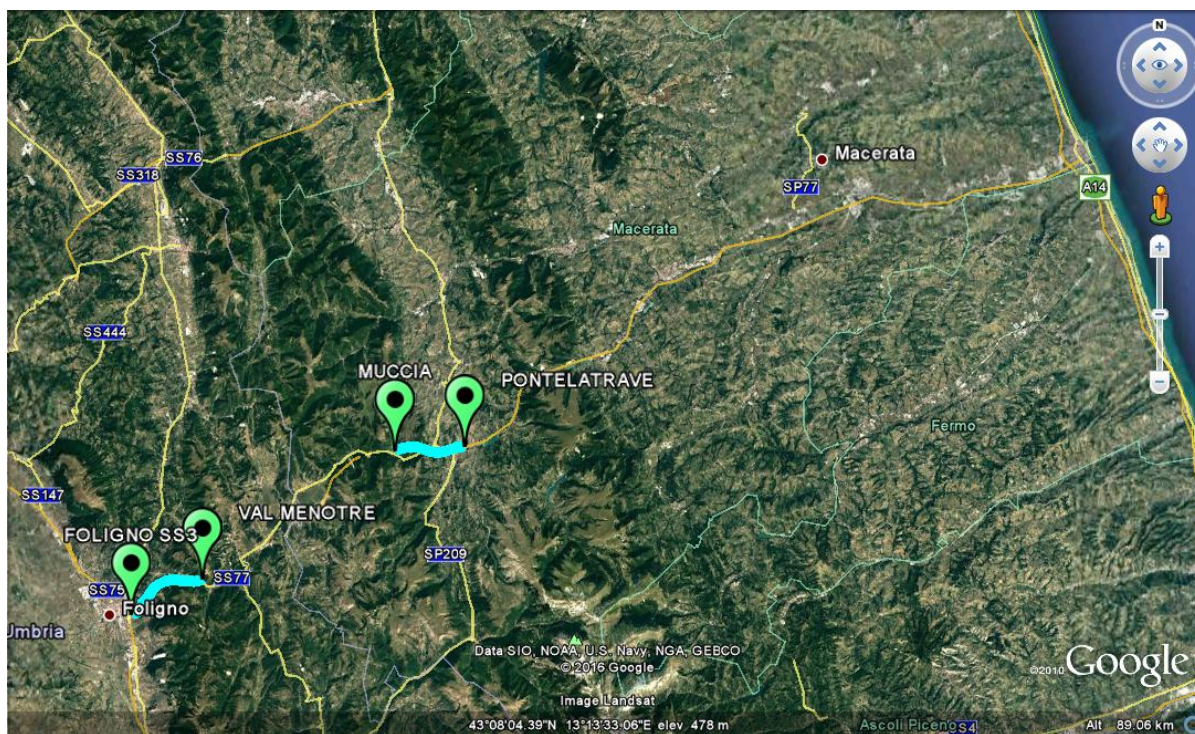 N
SS76
SS318
Macerata
SP77
A14
Macerata
SS444
MUCCIA
PONTELATRAVE
Fermo
SS147
VAL MENOTRE
FOLIGNO SS3
SP209
SS77
SS75
Foligno
Umbria
Data SIO, NOAA, U.S. Navy, NGA, GEBCO
© 2016 Google
©2010 Google
Image Landsat
43°08'04.39"N 13°13'33.06"E elev 478 m
Ascoli Piceno
S4
Alt 89.06 km